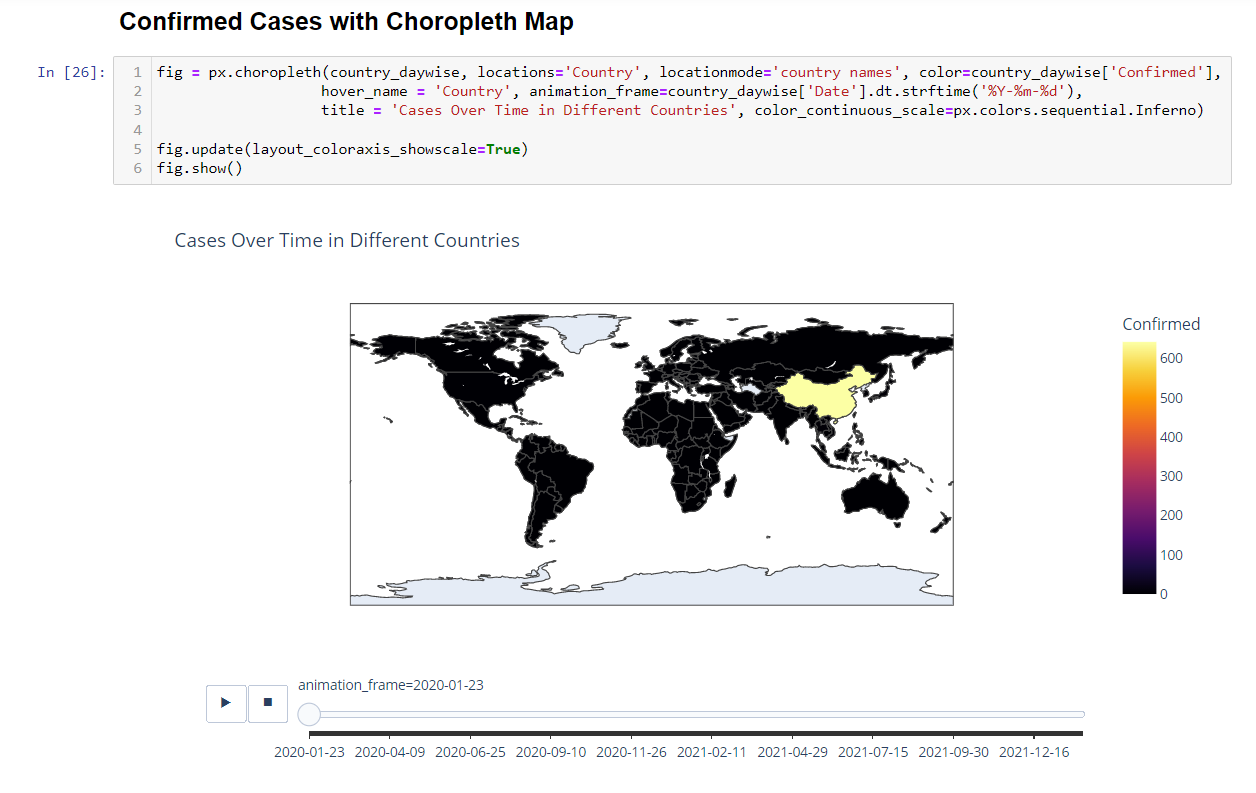 Confirmed Cases with Choropleth Map
In [26]:
1 fig = px.choropleth(country_daywise, locations='Country', locationmode='country names', color=country_daywise['Confirmed'],
2 hover_name = 'Country', animation_frame=country_daywise['Date'].dt.strftime('%Y-%m-%d'),
3 title = 'Cases Over Time in Different Countries', color_continuous_scale=px.colors.sequential.Inferno)
4
5 fig.update(layout_coloraxis_showscale=True)
6 fig.show()
Cases Over Time in Different Countries
Confirmed
600
500
400
300
200
100
0
animation_frame=2020-01-23
2020-01-23 2020-04-09 2020-06-25 2020-09-10 2020-11-26 2021-02-11 2021-04-29 2021-07-15 2021-09-30 2021-12-16